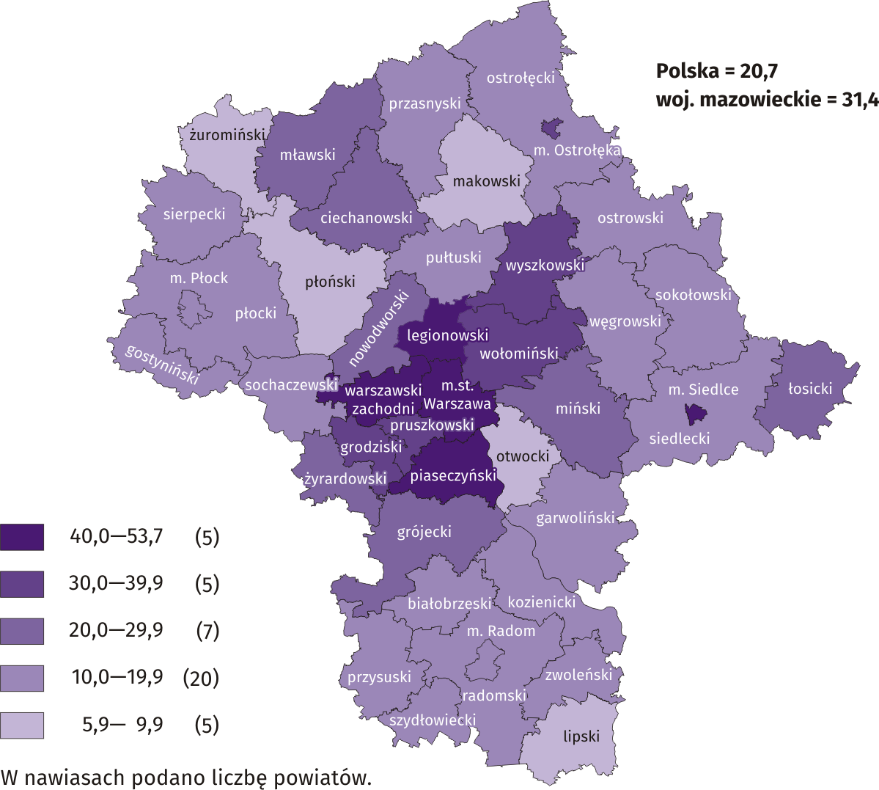 Polska = 20,7
woj. mazowieckie = 31,4
ostrołęcki
przasnyski
żuromiński
m. Ostrołęka
mławski
makowski
sierpecki
ciechanowski
ostrowski
pułtuski
wyszkowski
m. Płock
płoński
sokołowski
płocki
nowodworski
węgrowski
legionowski
wołomiński
gostyniński
sochaczewski
warszawski
zachodni
m.st.
Warszawa
m. Siedlce
łosicki
miński
pruszkowski
siedlecki
grodziski
otwocki
żyrardowski
piaseczyński
garwoliński
grójecki
białobrzeski
kozienicki
m. Radom
przysuski
zwoleński
radomski
szydłowiecki
lipski
40,0—53,7 (5)
30,0—39,9 (5)
20,0—29,9 (7)
10,0—19,9 (20)
5,9— 9,9 (5)
W nawiasach podano liczbę powiatów.